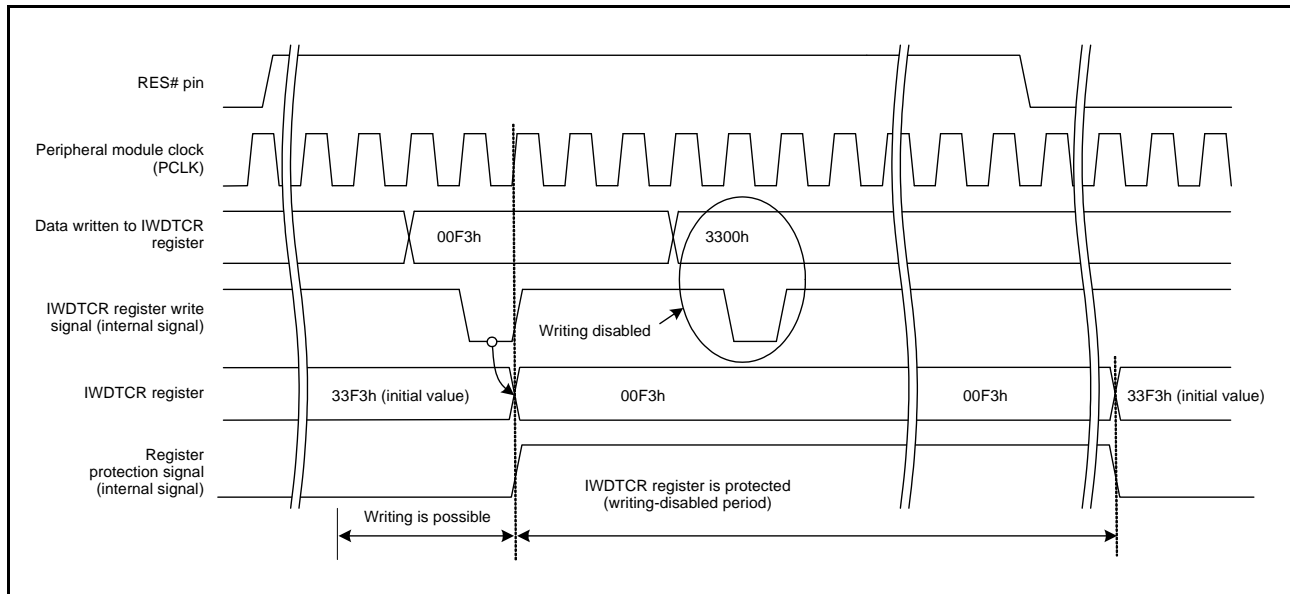 RES# pin
Peripheral module clock
(PCLK)
Data written to IWDTCR
register
00F3h
3300h
IWDTCR register write
signal (internal signal)
Writing disabled
IWDTCR register
33F3h (initial value)
00F3h
00F3h
33F3h (initial value)
Register
protection signal
(internal signal)
IWDTCR register is protected
(writing-disabled period)
Writing is possible